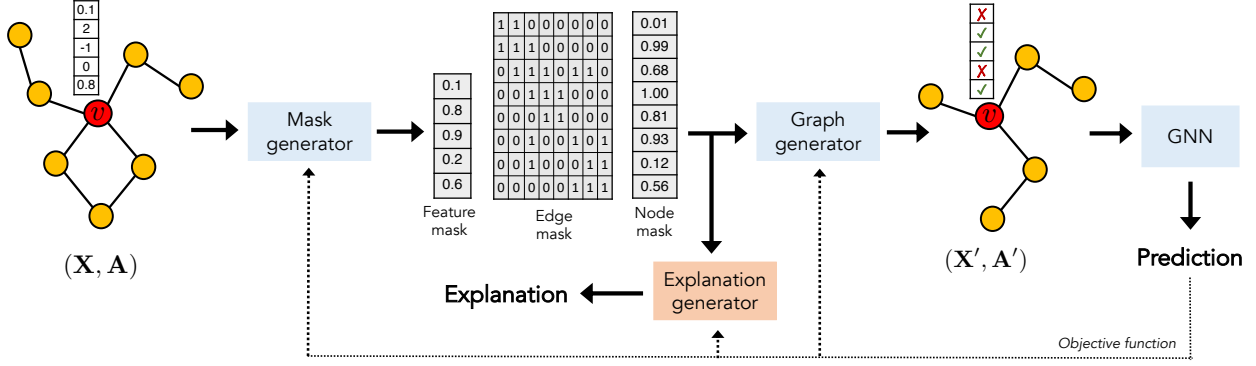 0.1
2
-1
0
0.8
v
(X, A)
Mask
generator
0.1
0.8
0.9
0.2
0.6
Feature
mask
1 1 0 0 0 0 0 0
1 1 1 0 0 0 0 0
0 1 1 1 0 1 1 0
0 0 1 1 1 0 0 0
0 0 0 1 1 0 0 0
0 0 1 0 0 1 0 1
0 0 1 0 0 0 1 1
0 0 0 0 0 1 1 1
Edge
mask
0.01
0.99
0.68
1.00
0.81
0.93
0.12
0.56
Node
mask
Explanation
generator
Explanation
Graph
generator
✗
✓
✓
✗
✓
v
(X′, A′)
GNN
Prediction
Objective function